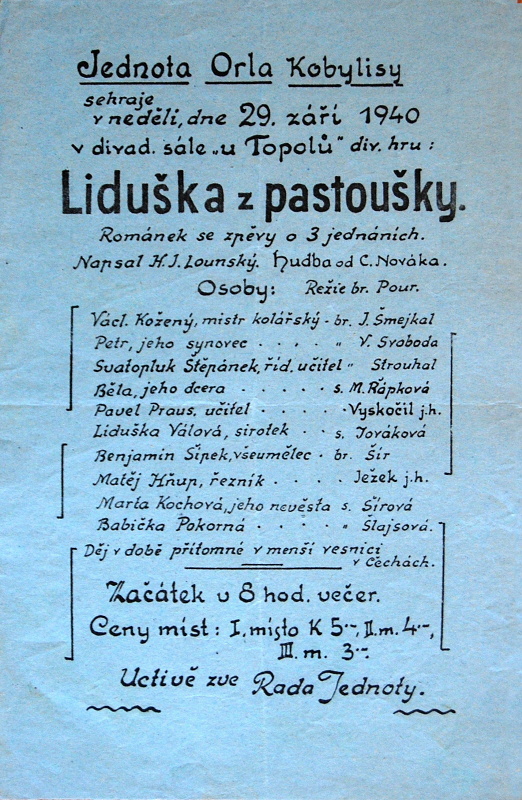 Jednota Orla Kobylisy
sehraje
v neděli, dne 29. září 1940
v divad. sále „u Topolů" div. hru :
Liduška z pastoušky.
Románek se zpěvy o 3 jednáních.
Napsal H. J. Lounský. Hudba od C. Nováka.
Osoby: Režie br. Pour.
Václ. Kožený, mistr kolářský - br. J. Šmejkal
Petr, jeho synovec · · · , „ V. Svoboda
Svatopluk Štěpánek, říd. učitel „ Strouhal
Běla, jeho dcera · · · · · s. M. Řápková
Pavel Praus, učitel · · · · Vyskočil j.h.
Liduška Válová, sirotek · · s. Jováková
Benjamin Šípek, všeumělec - br. Šír
Matěj Hňup, řezník · · · · Ježek j.h.
Marta Kochová, jeho nevěsta s. Šírová
Babička Pokorná · · · · „ Šlajsová.
Děj v době přítomné v menší vesnici
v Čechách.
Začátek v 8 hod. večer.
Ceny míst : I. místo K 5·-, II. m. 4·-,
III. m. 3·-
Uctivě zve Rada Jednoty.